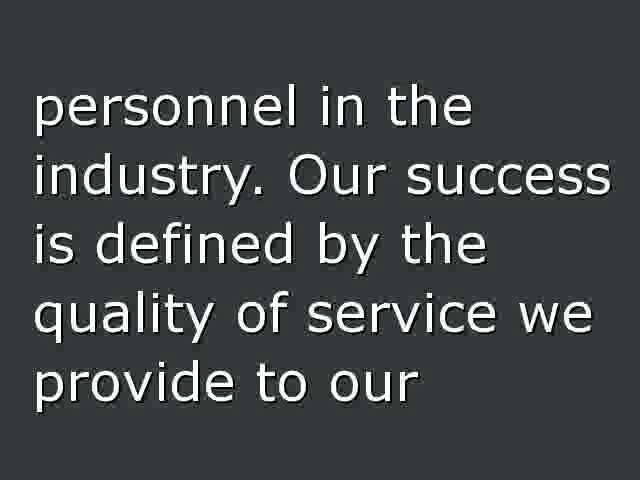 personnel in the
industry. Our success
is defined by the
quality of service we
provide to our